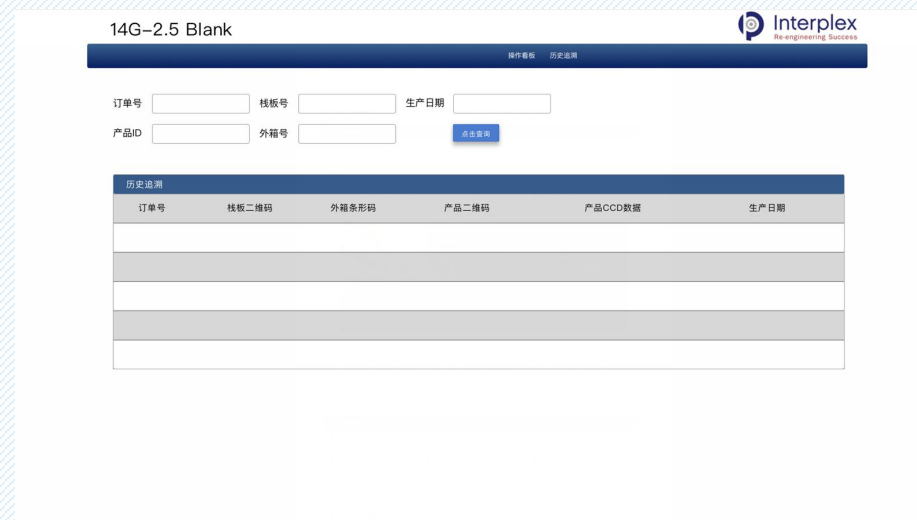 14G-2.5 Blank
Interplex
Re-engineering Success
操作看板 历史追溯
订单号 栈板号 生产日期
产品ID 外箱号 点击查询
历史追溯
订单号 栈板二维码 外箱条形码 产品二维码 产品CCD数据 生产日期